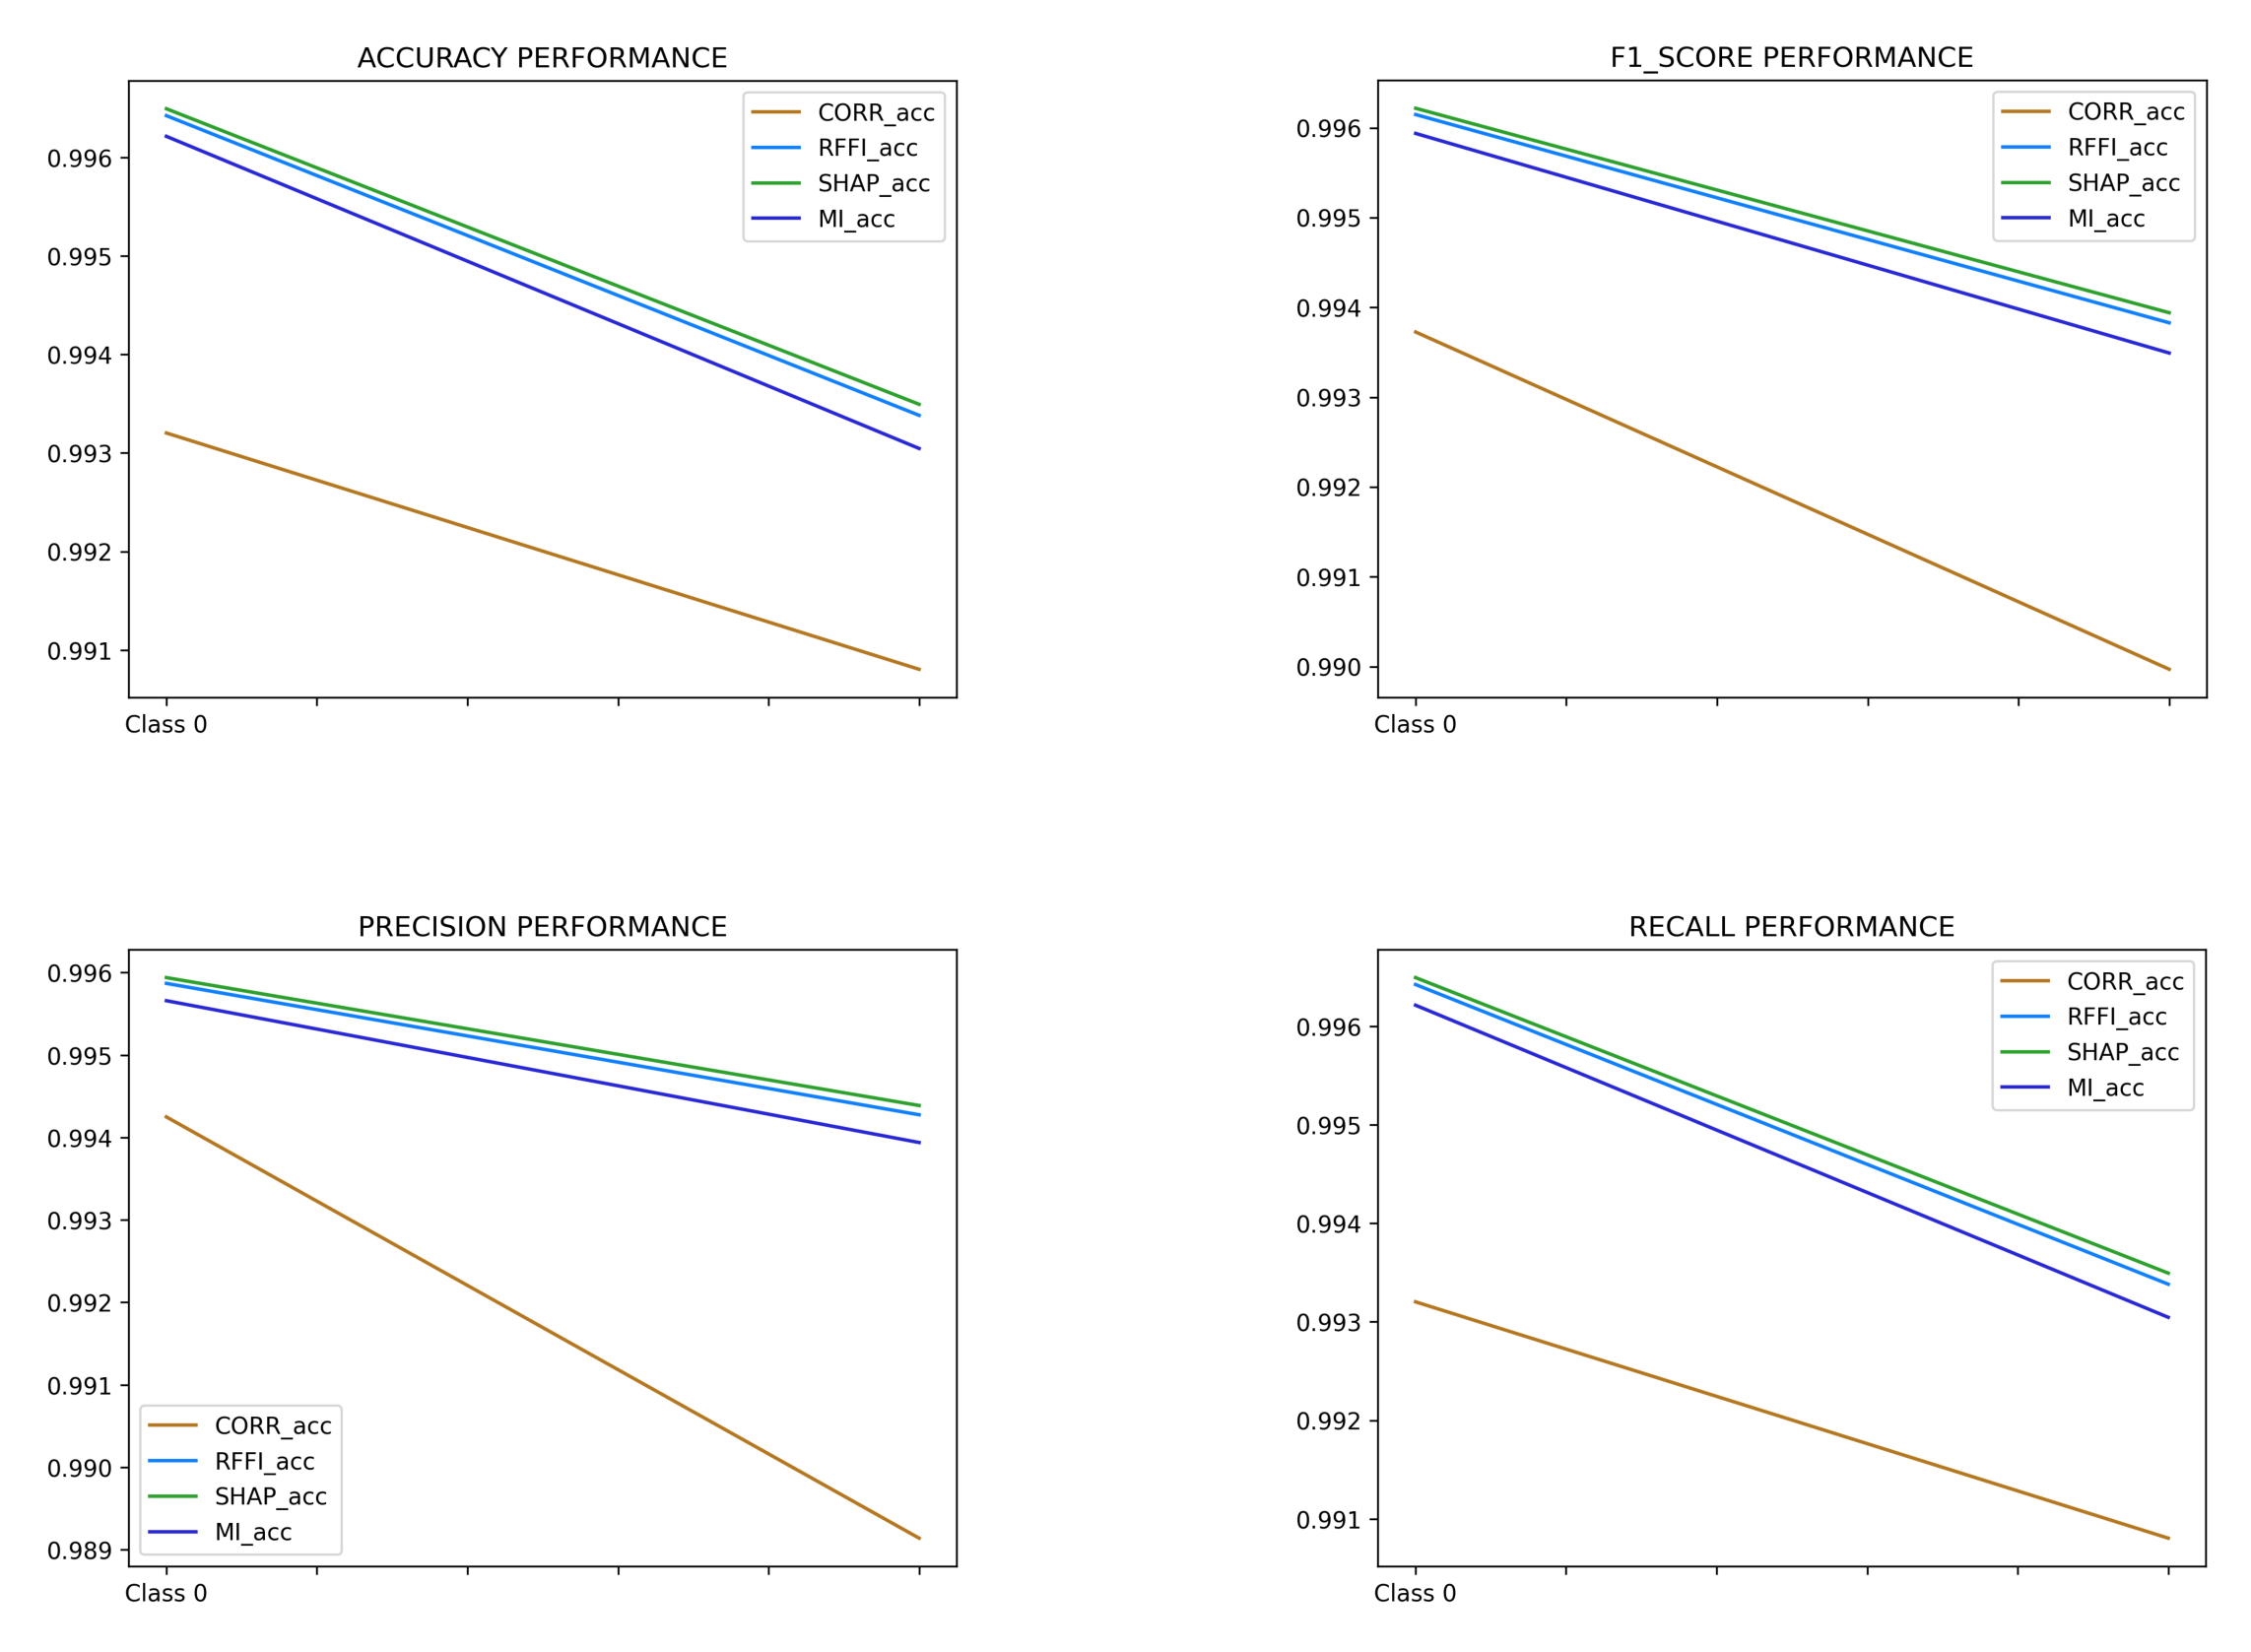 ACCURACY PERFORMANCE
0.996
0.995
0.994
0.993
0.992
0.991
Class 0
CORR_acc
RFFI_acc
SHAP_acc
MI_acc
F1_SCORE PERFORMANCE
0.996
0.995
0.994
0.993
0.992
0.991
0.990
Class 0
CORR_acc
RFFI_acc
SHAP_acc
MI_acc
PRECISION PERFORMANCE
0.996
0.995
0.994
0.993
0.992
0.991
0.990
0.989
Class 0
CORR_acc
RFFI_acc
SHAP_acc
MI_acc
RECALL PERFORMANCE
0.996
0.995
0.994
0.993
0.992
0.991
Class 0
CORR_acc
RFFI_acc
SHAP_acc
MI_acc